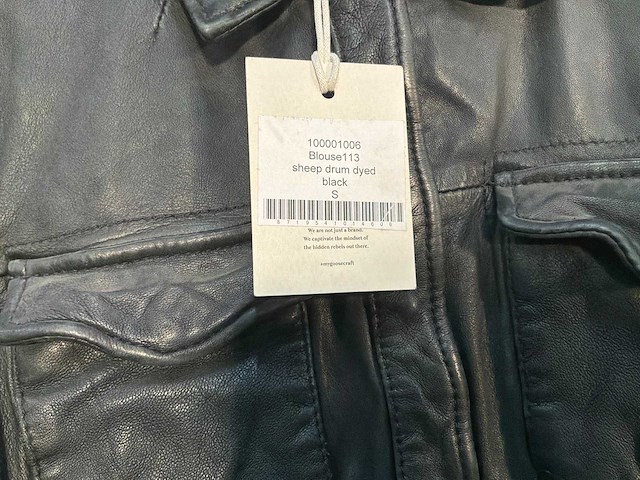 100001006
Blouse113
sheep drum dyed
black
S
We are not just a brand.
We captivate the mindset of
the hidden rebels out there.